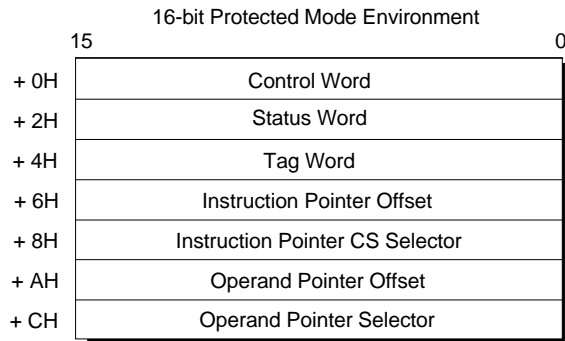 16-bit Protected Mode Environment
15 0
+ 0H Control Word
+ 2H Status Word
+ 4H Tag Word
+ 6H Instruction Pointer Offset
+ 8H Instruction Pointer CS Selector
+ AH Operand Pointer Offset
+ CH Operand Pointer Selector